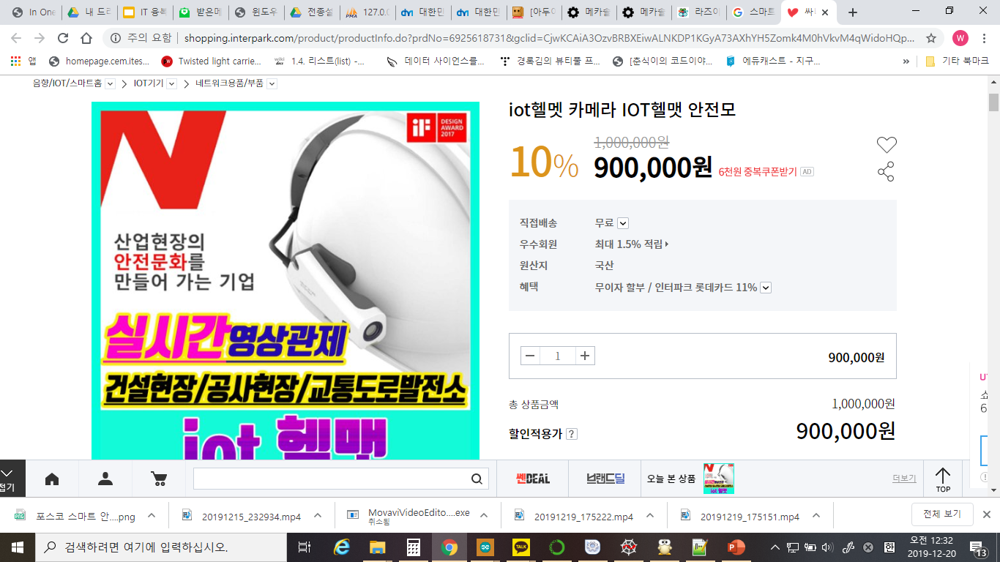 In One
내 드라
IT 융복
받은메
윈도우
전종설
127.0.0
대한민
대한민
[아두이
메카솔
메카솔
라즈이
스마트
싸
주의 요함 | shopping.interpark.com/product/productInfo.do?prdNo=6925618731&gclid=CjwKCAiA3OzvBRBXEiwALNKDP1KGyA73AXhYH5Zomk4M0hVkvM4qWidoHQp...
W
앱
homepage.cem.ites...
Twisted light carrie...
1.4. 리스트(list) -...
데이터 사이언스를...
경록김의 뷰티풀 프...
[춘식이의 코드이야...
에듀캐스트 - 지구...
»
기타 북마크
음향/IOT/스마트홈
IOT기기
네트워크용품/부품
iF DESIGN AWARD 2017
산업현장의
안전문화를
만들어 가는 기업
실시간영상관제
건설현장/공사현장/교통도로발전소
iot 헬맷
iot헬멧 카메라 IOT헬맷 안전모
10%
1,000,000원
900,000원 6천원 중복쿠폰받기 AD
직접배송 무료
우수회원 최대 1.5% 적립
원산지 국산
혜택 무이자 할부 / 인터파크 롯데카드 11%
1
900,000원
총 상품금액 1,000,000원
할인적용가 ? 900,000원
접기
쎈DEAL
브랜드딜
오늘 본 상품
더보기
TOP
포스코 스마트 안....png
20191215_232934.mp4
MovaviVideoEdito....exe
취소됨
20191219_175222.mp4
20191219_175151.mp4
전체 보기
검색하려면 여기에 입력하십시오.
TALK
한
오전 12:32
2019-12-20
13